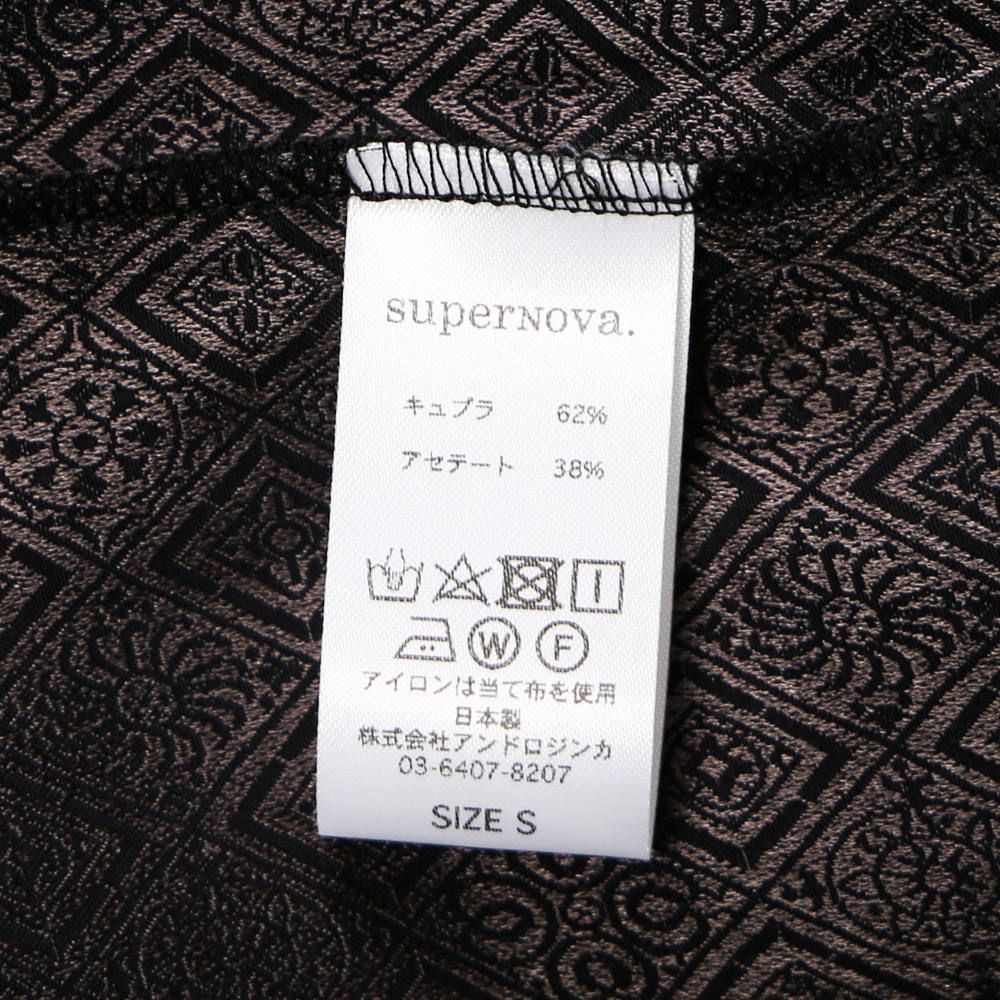 superNova.
キュプラ 62%
アセテート 38%
W F
アイロンは当て布を使用
日本製
株式会社アンドロジンカ
03-6407-8207
SIZE S